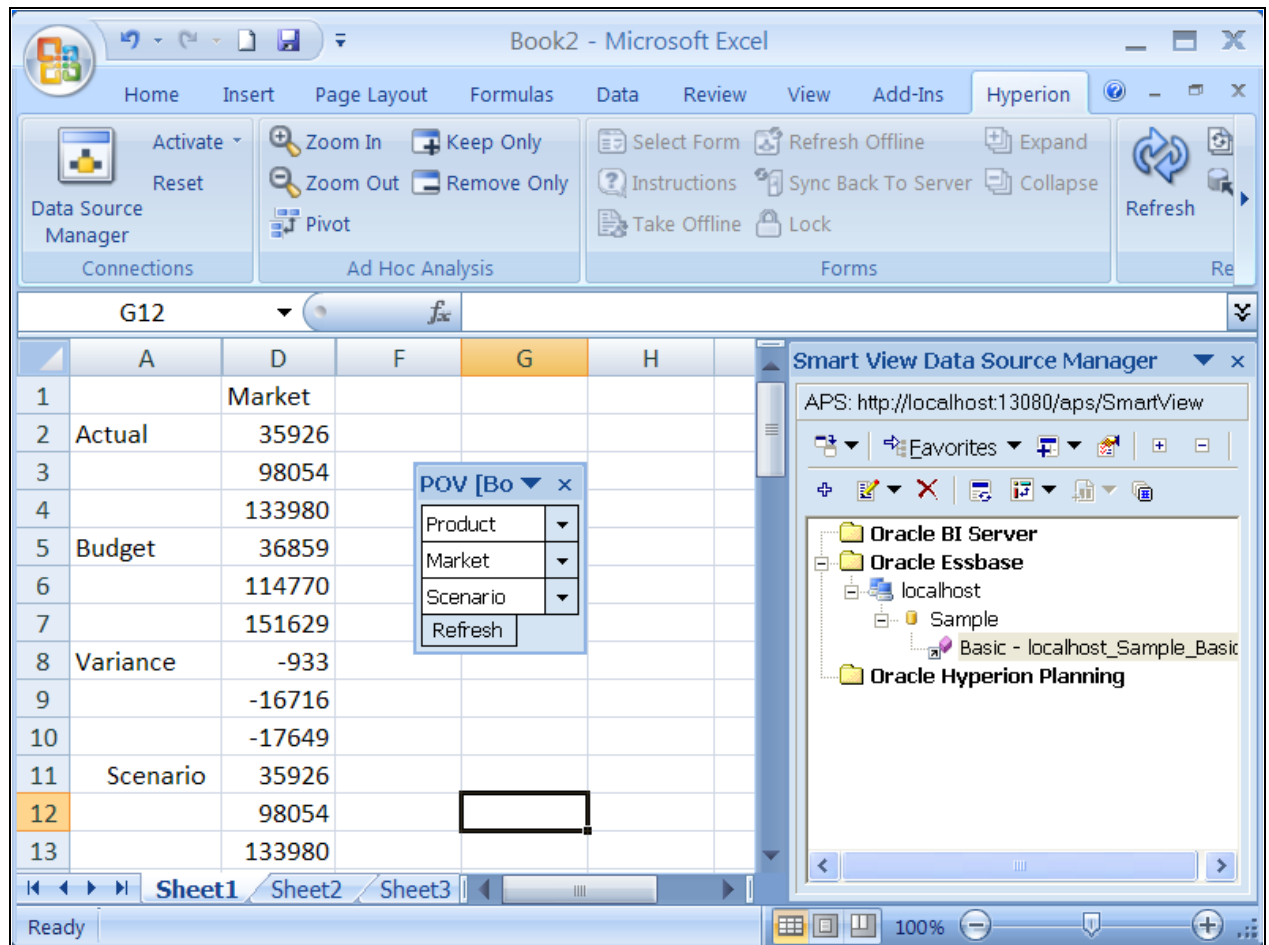 Book2 - Microsoft Excel
Home Insert Page Layout Formulas Data Review View Add-Ins Hyperion
Activate Zoom In Keep Only Select Form Refresh Offline Expand
Reset Zoom Out Remove Only Instructions Sync Back To Server Collapse
Data Source Manager Pivot Take Offline Lock Refresh
Connections Ad Hoc Analysis Forms Re
G12 fx
A D F G H
1 Market
2 Actual 35926
3 98054
4 133980
5 Budget 36859
6 114770
7 151629
8 Variance -933
9 -16716
10 -17649
11 Scenario 35926
12 98054
13 133980
POV [Bo
Product
Market
Scenario
Refresh
Smart View Data Source Manager
APS: http://localhost:13080/aps/SmartView
Favorites
Oracle BI Server
Oracle Essbase
localhost
Sample
Basic - localhost_Sample_Basic
Oracle Hyperion Planning
Sheet1 Sheet2 Sheet3
Ready 100%